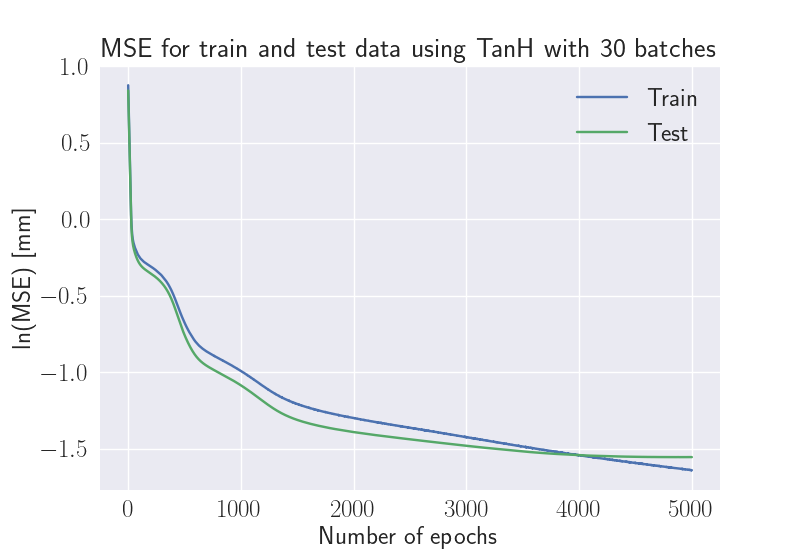 MSE for train and test data using TanH with 30 batches
1.0
0.5
0.0
−0.5
−1.0
−1.5
ln(MSE) [mm]
Train
Test
0 1000 2000 3000 4000 5000
Number of epochs